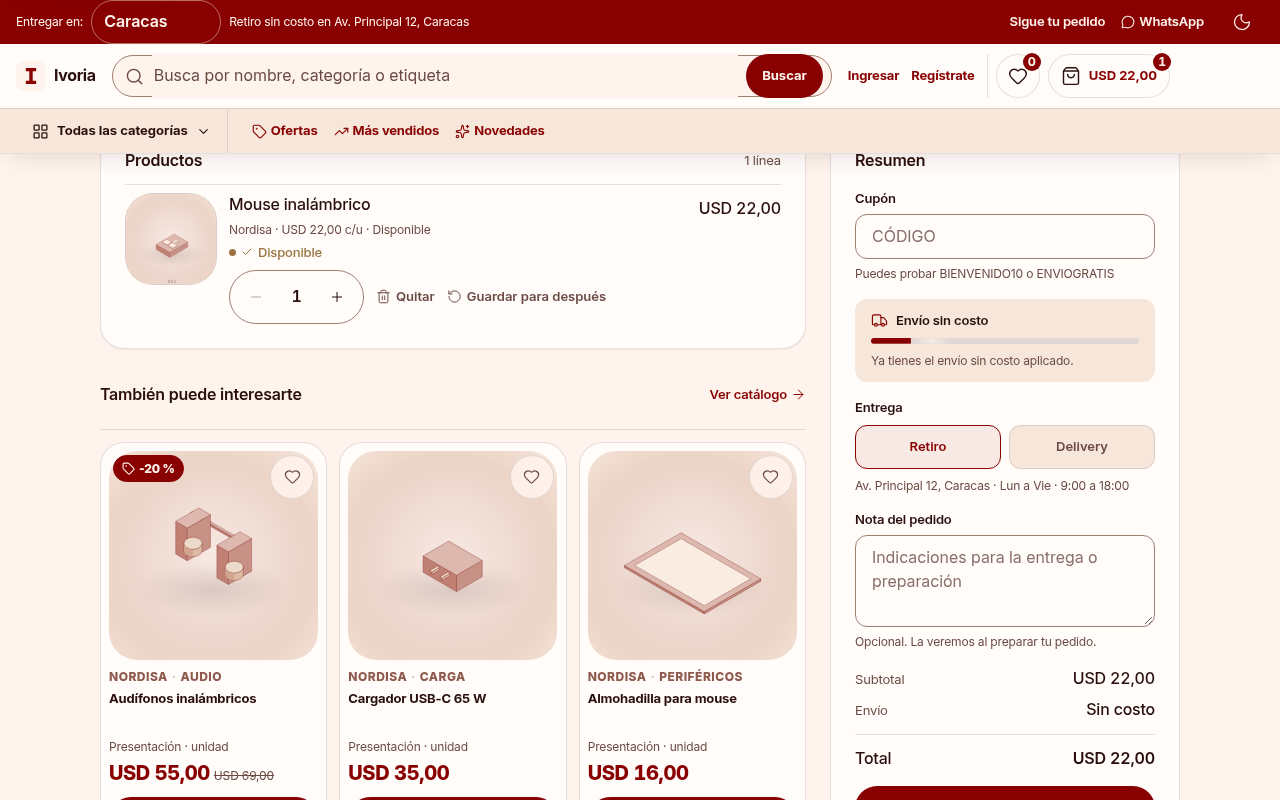 Entregar en: Caracas Retiro sin costo en Av. Principal 12, Caracas Sigue tu pedido WhatsApp
I Ivoria Busca por nombre, categoría o etiqueta Buscar Ingresar Regístrate 0 USD 22,00 1
Todas las categorías Ofertas Más vendidos Novedades
Productos 1 línea
Mouse inalámbrico USD 22,00
Nordisa · USD 22,00 c/u · Disponible
Disponible
1 Quitar Guardar para después
También puede interesarte Ver catálogo
-20 %
NORDISA · AUDIO
Audífonos inalámbricos
Presentación · unidad
USD 55,00 USD 69,00
NORDISA · CARGA
Cargador USB-C 65 W
Presentación · unidad
USD 35,00
NORDISA · PERIFÉRICOS
Almohadilla para mouse
Presentación · unidad
USD 16,00
Resumen
Cupón
CÓDIGO
Puedes probar BIENVENIDO10 o ENVIOGRATIS
Envío sin costo
Ya tienes el envío sin costo aplicado.
Entrega
Retiro Delivery
Av. Principal 12, Caracas · Lun a Vie · 9:00 a 18:00
Nota del pedido
Indicaciones para la entrega o
preparación
Opcional. La veremos al preparar tu pedido.
Subtotal USD 22,00
Envío Sin costo
Total USD 22,00